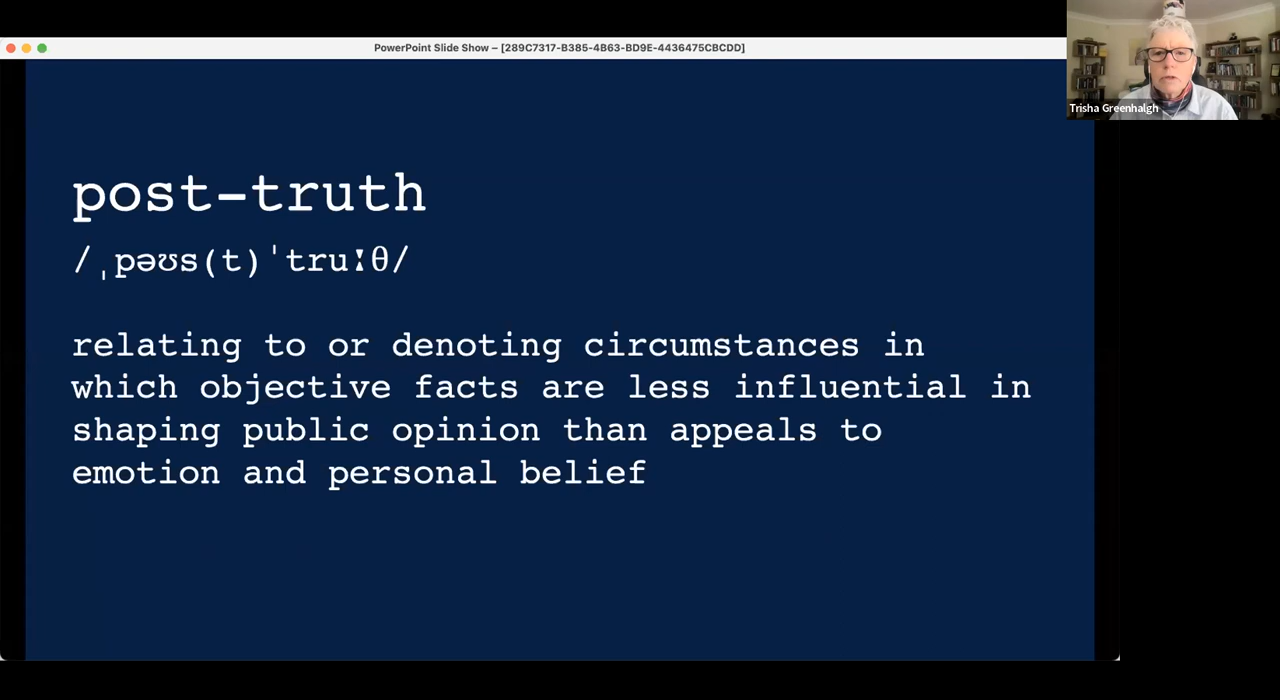 PowerPoint Slide Show – [289C7317-B385-4B63-BD9E-4436475CBCDD]
Trisha Greenhalgh
post-truth
/ˌpəʊs(t)ˈtruːθ/
relating to or denoting circumstances in
which objective facts are less influential in
shaping public opinion than appeals to
emotion and personal belief